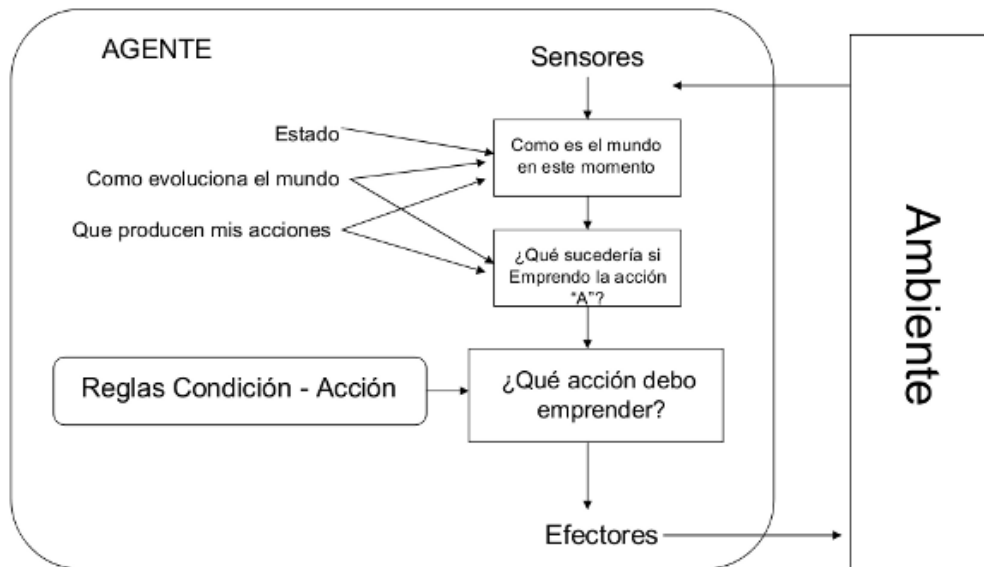 AGENTE
Sensores
Estado
Como evoluciona el mundo
Que producen mis acciones
Como es el mundo
en este momento
¿Qué sucedería si
Emprendo la acción
"A"?
Reglas Condición - Acción
¿Qué acción debo
emprender?
Efectores
Ambiente